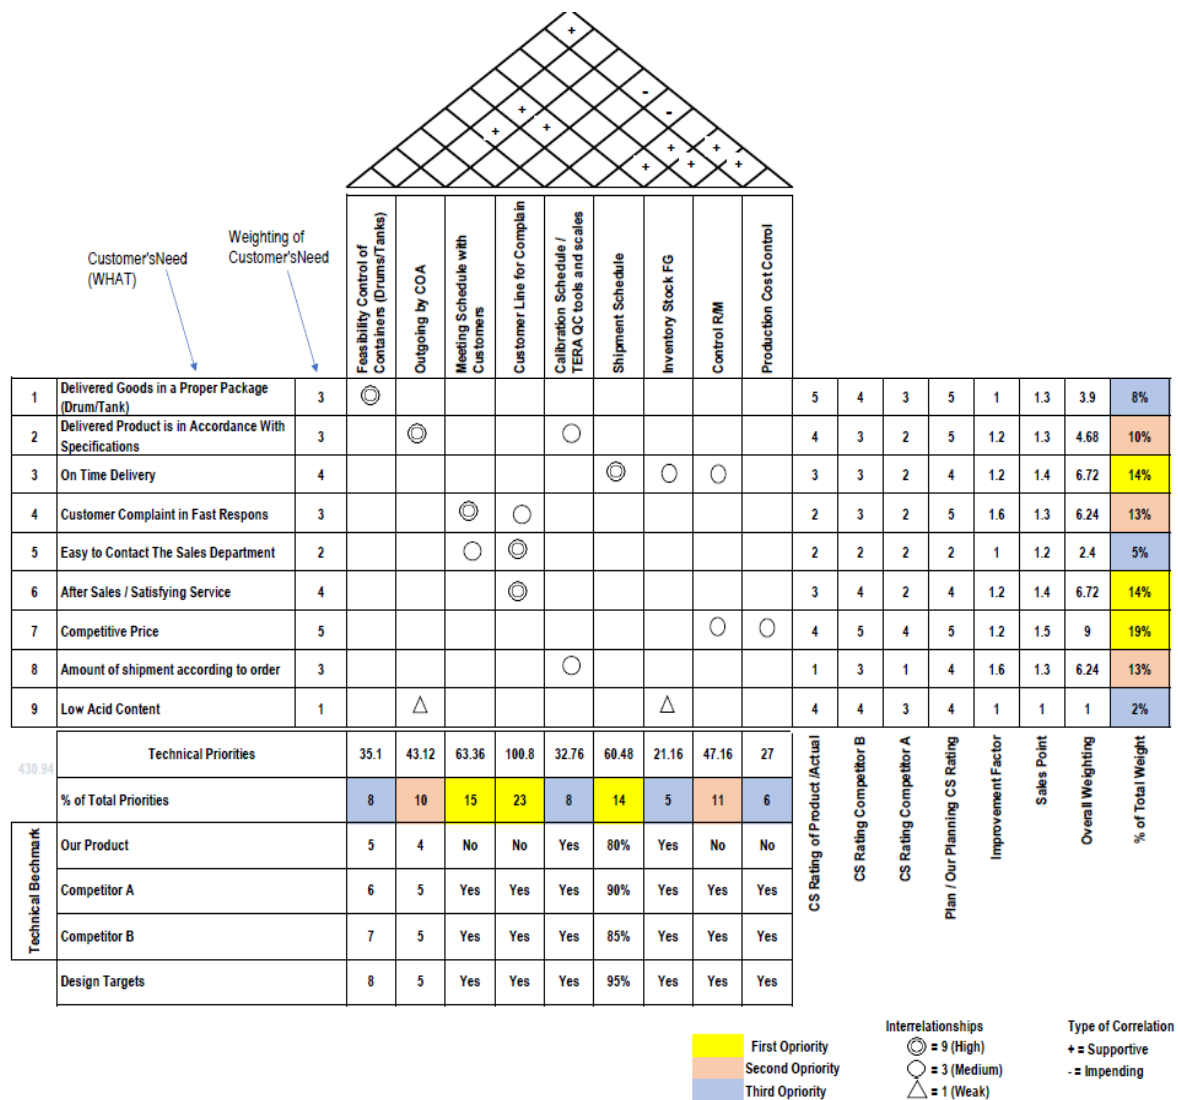 +
-
+ -
+ + + +
+ + +
Customer'sNeed
(WHAT)
Weighting of
Customer'sNeed
Feasibility Control of
Containers (Drums/Tanks)
Outgoing by COA
Meeting Schedule with
Customers
Customer Line for Complain
Calibration Schedule /
TERA QC tools and scales
Shipment Schedule
Inventory Stock FG
Control R/M
Production Cost Control
1 Delivered Goods in a Proper Package
(Drum/Tank) 3 5 4 3 5 1 1.3 3.9 8%
2 Delivered Product is in Accordance With
Specifications 3 4 3 2 5 1.2 1.3 4.68 10%
3 On Time Delivery 4 3 3 2 4 1.2 1.4 6.72 14%
4 Customer Complaint in Fast Respons 3 2 3 2 5 1.6 1.3 6.24 13%
5 Easy to Contact The Sales Department 2 2 2 2 2 1 1.2 2.4 5%
6 After Sales / Satisfying Service 4 3 4 2 4 1.2 1.4 6.72 14%
7 Competitive Price 5 4 5 4 5 1.2 1.5 9 19%
8 Amount of shipment according to order 3 1 3 1 4 1.6 1.3 6.24 13%
9 Low Acid Content 1 4 4 3 4 1 1 1 2%
430.94 Technical Priorities 35.1 43.12 63.36 100.8 32.76 60.48 21.16 47.16 27
% of Total Priorities 8 10 15 23 8 14 5 11 6
Technical Bechmark
Our Product 5 4 No No Yes 80% Yes No No
Competitor A 6 5 Yes Yes Yes 90% Yes Yes Yes
Competitor B 7 5 Yes Yes Yes 85% Yes Yes Yes
Design Targets 8 5 Yes Yes Yes 95% Yes Yes Yes
CS Rating of Product /Actual
CS Rating Competitor B
CS Rating Competitor A
Plan / Our Planning CS Rating
Improvement Factor
Sales Point
Overall Weighting
% of Total Weight
First Opriority
Second Opriority
Third Opriority
Interrelationships
= 9 (High)
= 3 (Medium)
= 1 (Weak)
Type of Correlation
+ = Supportive
- = Impending